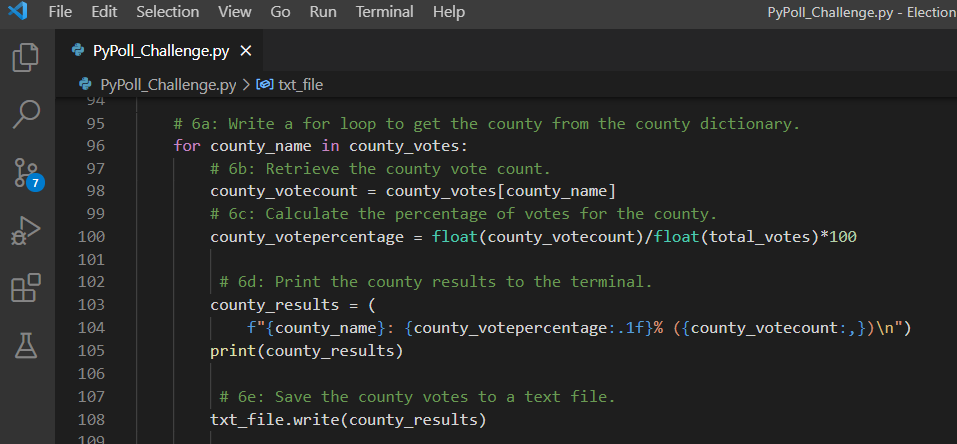 File Edit Selection View Go Run Terminal Help PyPoll_Challenge.py - Election
PyPoll_Challenge.py ×
PyPoll_Challenge.py > txt_file
94
95 # 6a: Write a for loop to get the county from the county dictionary.
96 for county_name in county_votes:
97 # 6b: Retrieve the county vote count.
98 county_votecount = county_votes[county_name]
99 # 6c: Calculate the percentage of votes for the county.
100 county_votepercentage = float(county_votecount)/float(total_votes)*100
101
102 # 6d: Print the county results to the terminal.
103 county_results = (
104 f"{county_name}: {county_votepercentage:.1f}% ({county_votecount:,})\n")
105 print(county_results)
106
107 # 6e: Save the county votes to a text file.
108 txt_file.write(county_results)
109
7